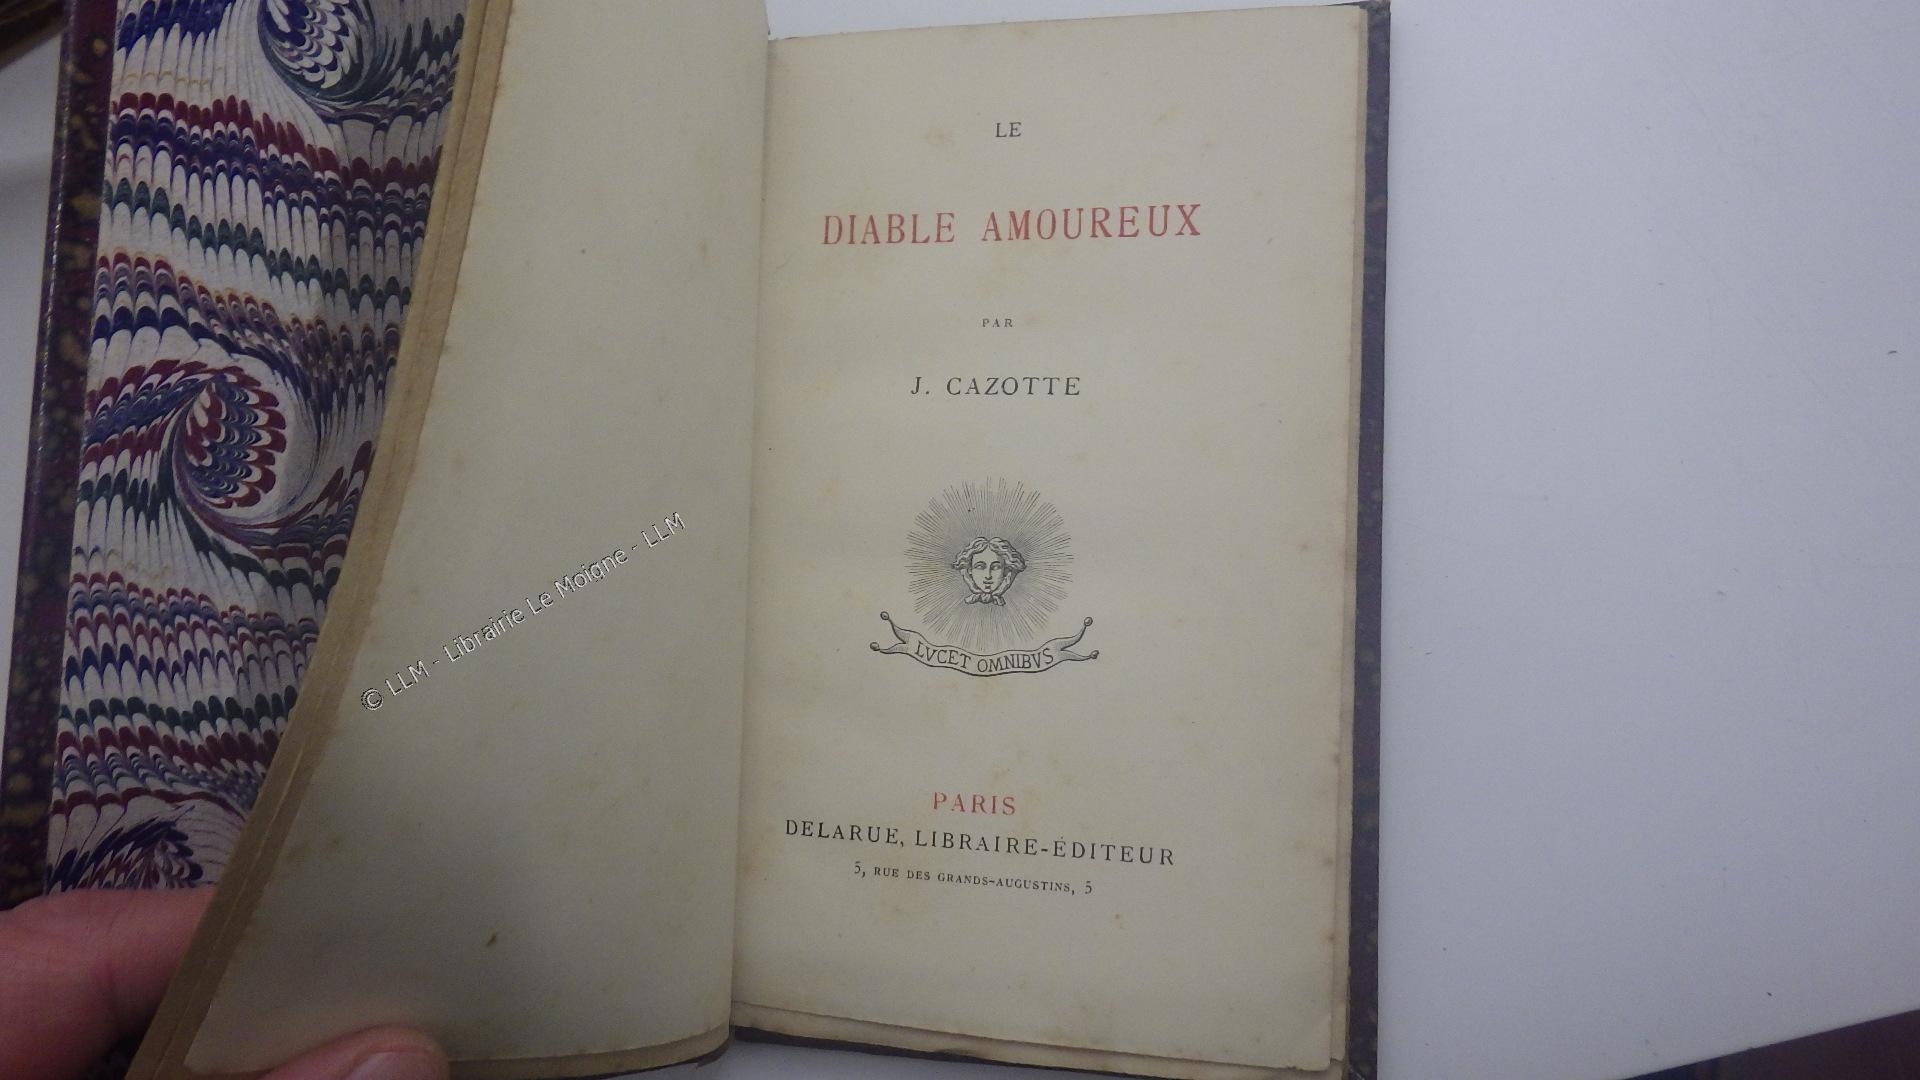 LE
DIABLE AMOUREUX
PAR
J. CAZOTTE
LVCET OMNIBVS
PARIS
DELARUE, LIBRAIRE-ÉDITEUR
5, RUE DES GRANDS-AUGUSTINS, 5
© LLM - Librairie Le Moigne - LLM